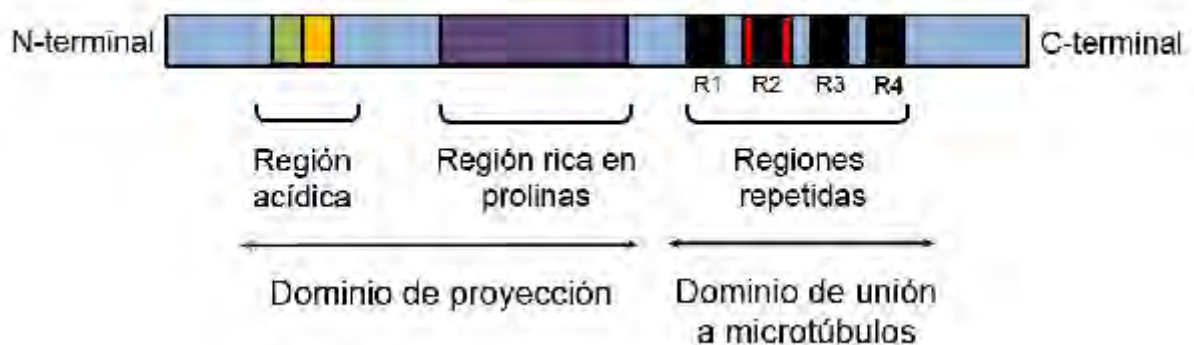 N-terminal
C-terminal
R1 R2 R3 R4
Región
acídica
Región rica en
prolinas
Regiones
repetidas
Dominio de proyección
Dominio de unión
a microtúbulos